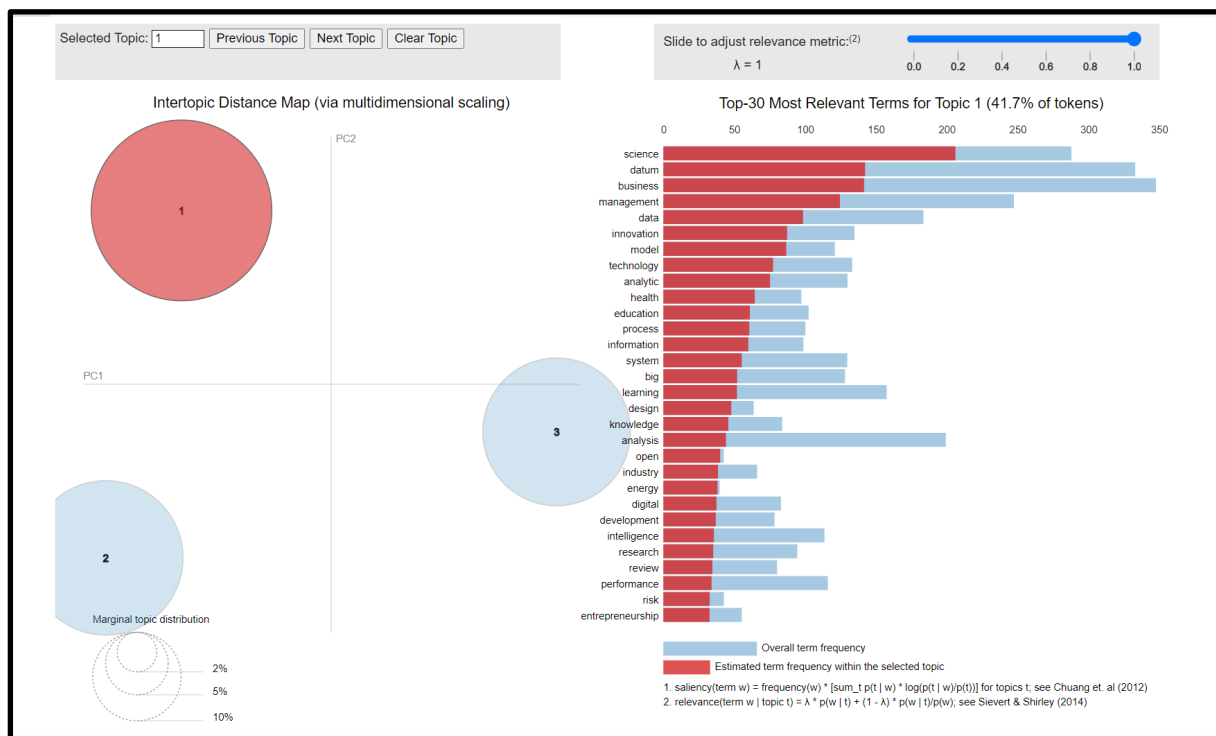 Selected Topic: 1 Previous Topic Next Topic Clear Topic
Slide to adjust relevance metric:(2)
λ = 1
0.0 0.2 0.4 0.6 0.8 1.0
Intertopic Distance Map (via multidimensional scaling)
PC2
PC1
1
3
2
Marginal topic distribution
2%
5%
10%
Top-30 Most Relevant Terms for Topic 1 (41.7% of tokens)
0 50 100 150 200 250 300 350
science
datum
business
management
data
innovation
model
technology
analytic
health
education
process
information
system
big
learning
design
knowledge
analysis
open
industry
energy
digital
development
intelligence
research
review
performance
risk
entrepreneurship
Overall term frequency
Estimated term frequency within the selected topic
1. saliency(term w) = frequency(w) * [sum_t p(t | w) * log(p(t | w)/p(t))] for topics t; see Chuang et. al (2012)
2. relevance(term w | topic t) = λ * p(w | t) + (1 - λ) * p(w | t)/p(w); see Sievert & Shirley (2014)